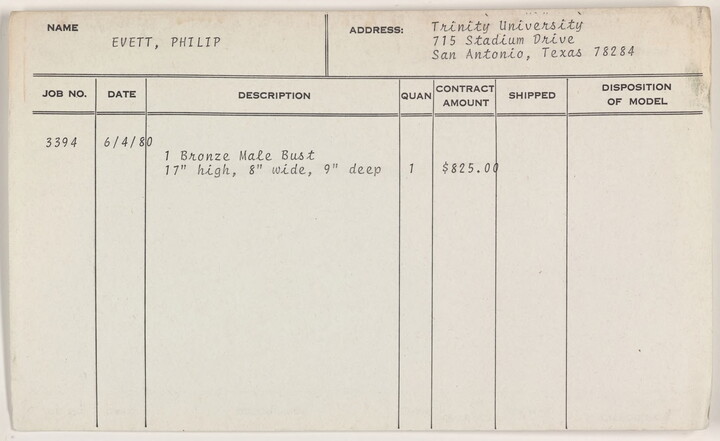 NAME
EVETT, PHILIP
ADDRESS:
Trinity University
715 Stadium Drive
San Antonio, Texas 78284
JOB NO. DATE DESCRIPTION QUAN CONTRACT AMOUNT SHIPPED DISPOSITION OF MODEL
3394 6/4/80
1 Bronze Male Bust
17" high, 8" wide, 9" deep 1 $825.00